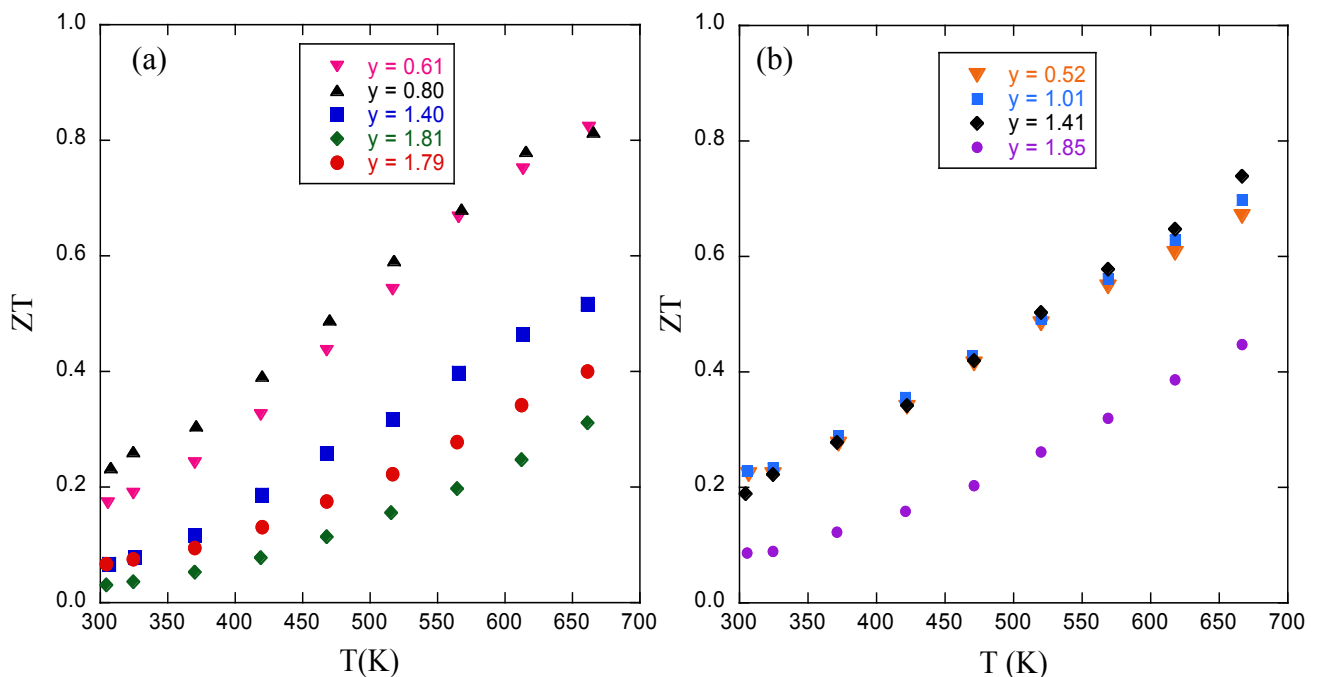 (a)
y = 0.61
y = 0.80
y = 1.40
y = 1.81
y = 1.79
1.0
0.8
0.6
0.4
0.2
0.0
ZT
300 350 400 450 500 550 600 650 700
T(K)
(b)
y = 0.52
y = 1.01
y = 1.41
y = 1.85
1.0
0.8
0.6
0.4
0.2
0.0
ZT
300 350 400 450 500 550 600 650 700
T (K)